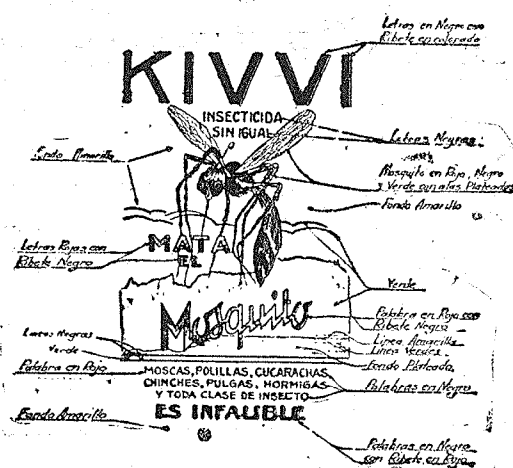 Letras en Negro con
Ribete en colorado
KIVVI
INSECTICIDA
SIN IGUAL
Letras Negras
Fondo Amarillo
Mosquito en Rojo, Negro
y Verde con alas Plateadas
Fondo Amarillo
Letras Rojas con
Ribete Negro
MATA
EL
Verde
Mosquito
Palabra en Rojo con
Ribete Negro
Linea Amarilla
Lineas Verdes
Lineas Negras
Verde
Fondo Plateado
Palabra en Rojo
MOSCAS, POLILLAS, CUCARACHAS
CHINCHES, PULGAS, HORMIGAS
Y TODA CLASE DE INSECTO
Palabras en Negro
ES INFALIBLE
Fondo Amarillo
Palabras en Negro
con Ribete en Rojo